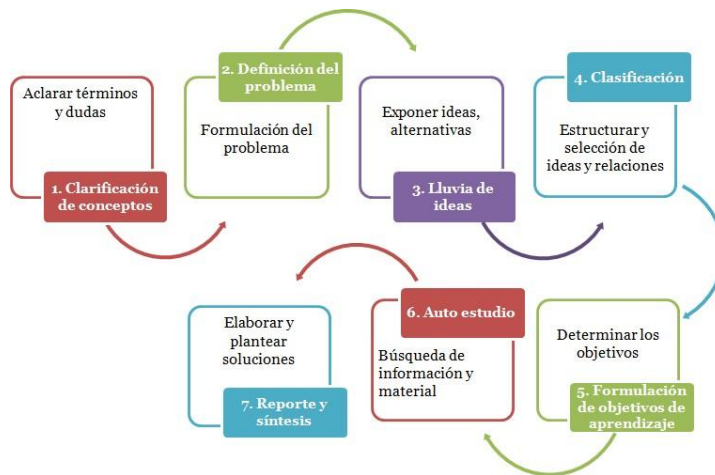 Aclarar términos
y dudas
1. Clarificación
de conceptos
2. Definición del
problema
Formulación del
problema
Exponer ideas,
alternativas
3. Lluvia de
ideas
4. Clasificación
Estructurar y
selección de
ideas y relaciones
Determinar los
objetivos
5. Formulación
de objetivos de
aprendizaje
6. Auto estudio
Búsqueda de
información y
material
Elaborar y
plantear
soluciones
7. Reporte y
síntesis